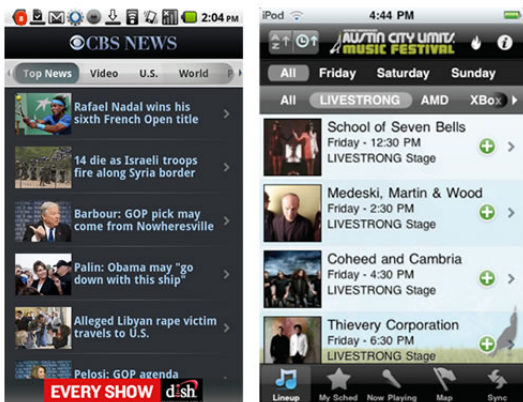 2:04 PM
CBS NEWS
Top News Video U.S. World P
Rafael Nadal wins his
sixth French Open title
14 die as Israeli troops
fire along Syria border
Barbour: GOP pick may
come from Nowheresville
Palin: Obama may "go
down with this ship"
Alleged Libyan rape victim
travels to U.S.
Pelosi: GOP agenda
EVERY SHOW dish
iPod 4:44 PM
A Z
AUSTIN CITY LIMITS
MUSIC FESTIVAL
All Friday Saturday Sunday
All LIVESTRONG AMD XBox
School of Seven Bells
Friday - 12:30 PM
LIVESTRONG Stage
Medeski, Martin & Wood
Friday - 2:30 PM
LIVESTRONG Stage
Coheed and Cambria
Friday - 4:30 PM
LIVESTRONG Stage
Thievery Corporation
Friday - 6:30 PM
LIVESTRONG Stage
Lineup My Sched Now Playing Map Sync